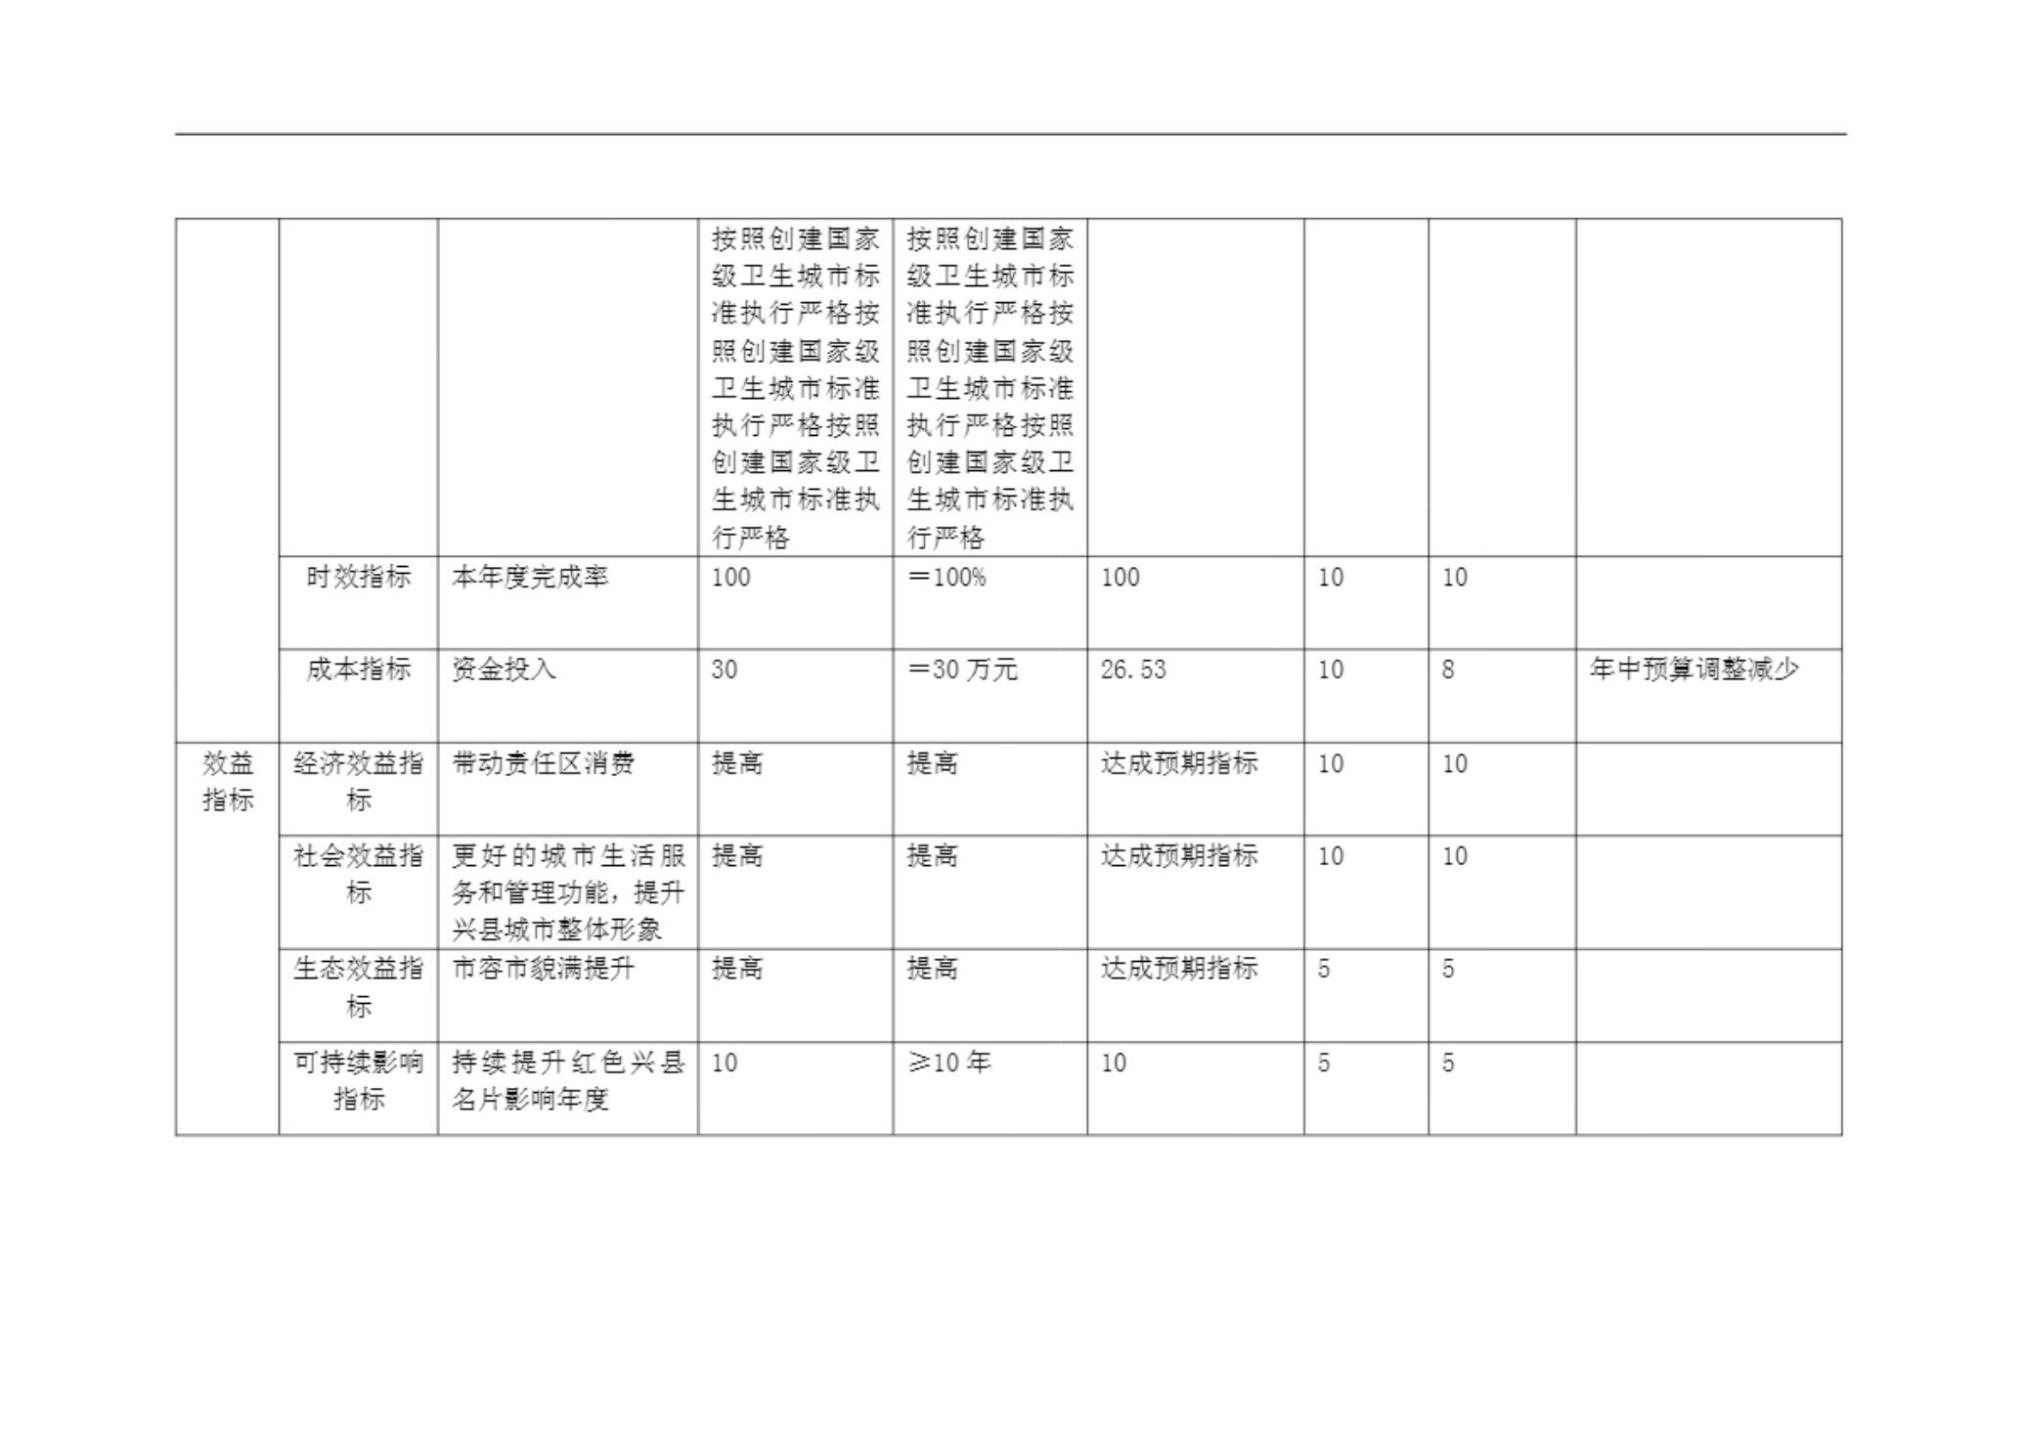 按照创建国家
级卫生城市标
准执行严格按
照创建国家级
卫生城市标准
执行严格按照
创建国家级卫
生城市标准执
行严格
按照创建国家
级卫生城市标
准执行严格按
照创建国家级
卫生城市标准
执行严格按照
创建国家级卫
生城市标准执
行严格
时效指标
本年度完成率
100
=100%
100
10
10
成本指标
资金投入
30
=30 万元
26.53
10
8
年中预算调整减少
效益
指标
经济效益指
标
带动责任区消费
提高
提高
达成预期指标
10
10
社会效益指
标
更好的城市生活服
务和管理功能，提升
兴县城市整体形象
提高
提高
达成预期指标
10
10
生态效益指
标
市容市貌满提升
提高
提高
达成预期指标
5
5
可持续影响
指标
持续提升红色兴县
名片影响年度
10
≥10 年
10
5
5